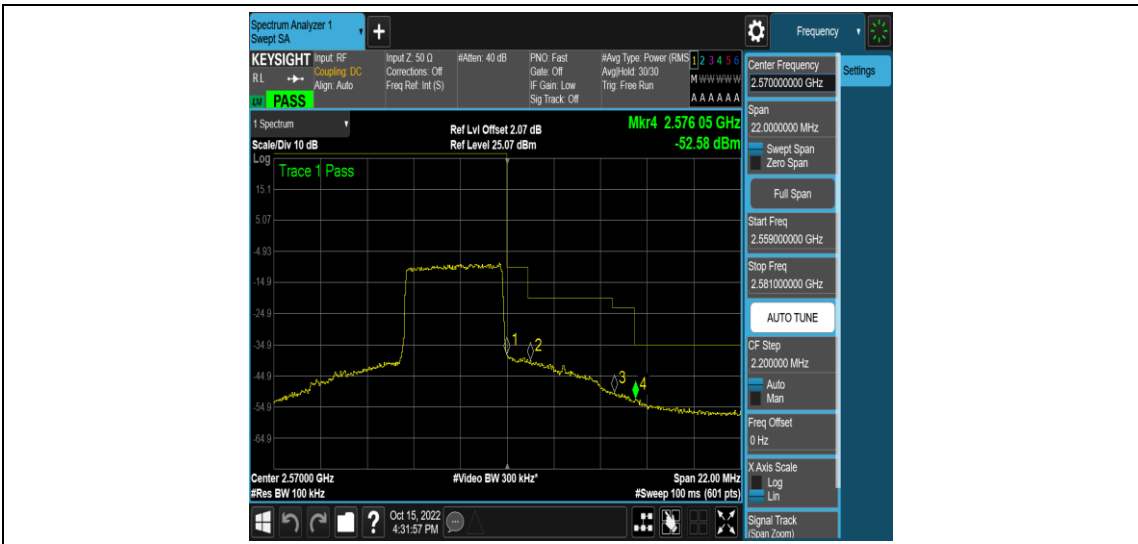 Spectrum Analyzer 1
Swept SA
+
Frequency
KEYSIGHT
RL
LXI PASS
Input: RF
Coupling: DC
Align: Auto
Input Z: 50 Ω
Corrections: Off
Freq Ref: Int (S)
#Atten: 40 dB
PNO: Fast
Gate: Off
IF Gain: Low
Sig Track: Off
#Avg Type: Power (RMS
Avg|Hold: 30/30
Trig: Free Run
1 2 3 4 5 6
M W W W W W
A A A A A A
1 Spectrum
Scale/Div 10 dB
Ref Lvl Offset 2.07 dB
Ref Level 25.07 dBm
Mkr4 2.576 05 GHz
-52.58 dBm
Log
Trace 1 Pass
15.1
5.07
-4.93
-14.9
-24.9
-34.9
-44.9
-54.9
-64.9
1
2
3
4
Center 2.57000 GHz
#Res BW 100 kHz
#Video BW 300 kHz*
Span 22.00 MHz
#Sweep 100 ms (601 pts)
?
Oct 15, 2022
4:31:57 PM
Center Frequency
2.570000000 GHz
Settings
Span
22.0000000 MHz
Swept Span
Zero Span
Full Span
Start Freq
2.559000000 GHz
Stop Freq
2.581000000 GHz
AUTO TUNE
CF Step
2.200000 MHz
Auto
Man
Freq Offset
0 Hz
X Axis Scale
Log
Lin
Signal Track
(Span Zoom)